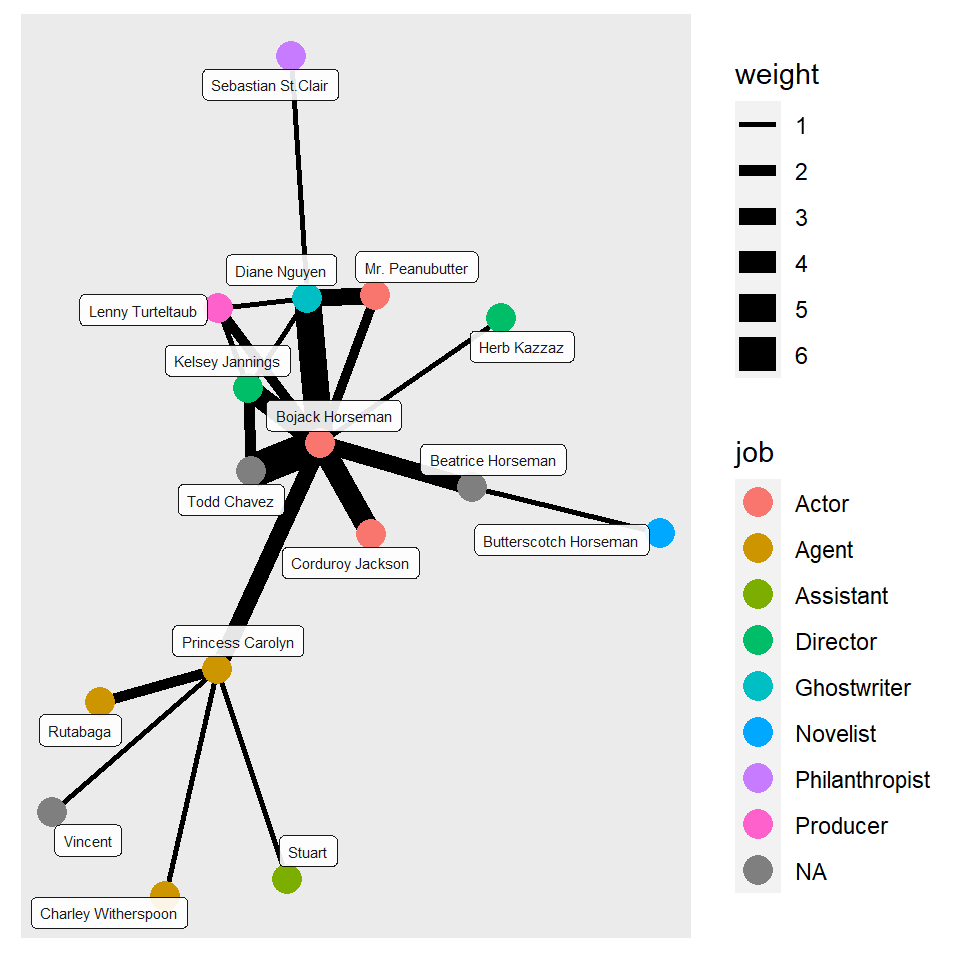 Sebastian St.Clair
Diane Nguyen
Mr. Peanubutter
Lenny Turteltaub
Herb Kazzaz
Kelsey Jannings
Bojack Horseman
Beatrice Horseman
Todd Chavez
Butterscotch Horseman
Corduroy Jackson
Princess Carolyn
Rutabaga
Vincent
Stuart
Charley Witherspoon
weight
1
2
3
4
5
6
job
Actor
Agent
Assistant
Director
Ghostwriter
Novelist
Philanthropist
Producer
NA